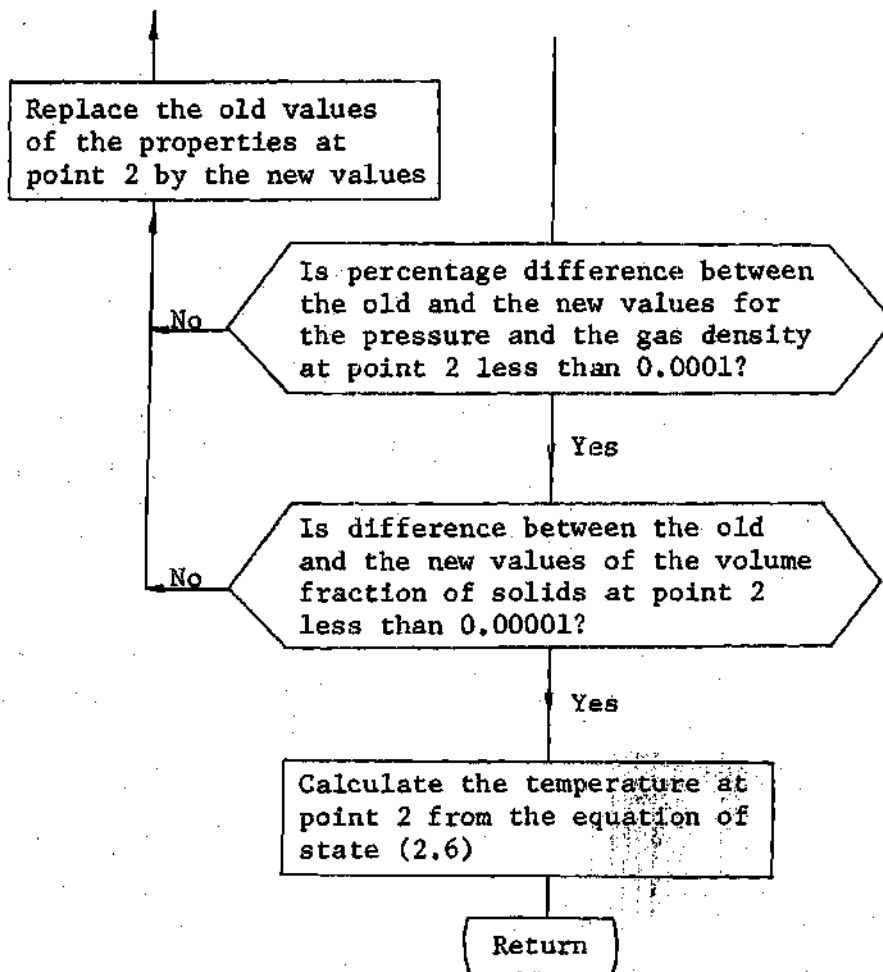 Replace the old values
of the properties at
point 2 by the new values
Is percentage difference between
the old and the new values for
the pressure and the gas density
at point 2 less than 0.0001?
No
Yes
Is difference between the old
and the new values of the volume
fraction of solids at point 2
less than 0.00001?
No
Yes
Calculate the temperature at
point 2 from the equation of
state (2.6)
Return